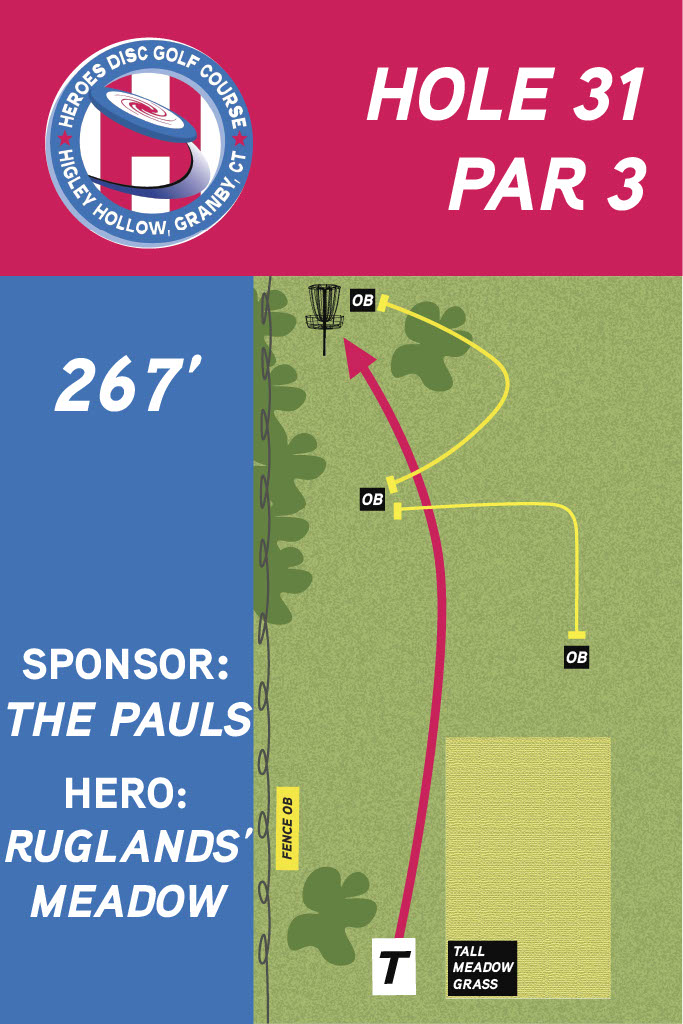 HEROES DISC GOLF COURSE
HIGLEY HOLLOW, GRANBY, CT
HOLE 31
PAR 3
267'
SPONSOR:
THE PAULS
HERO:
RUGLANDS'
MEADOW
OB
OB
OB
FENCE OB
T
TALL
MEADOW
GRASS